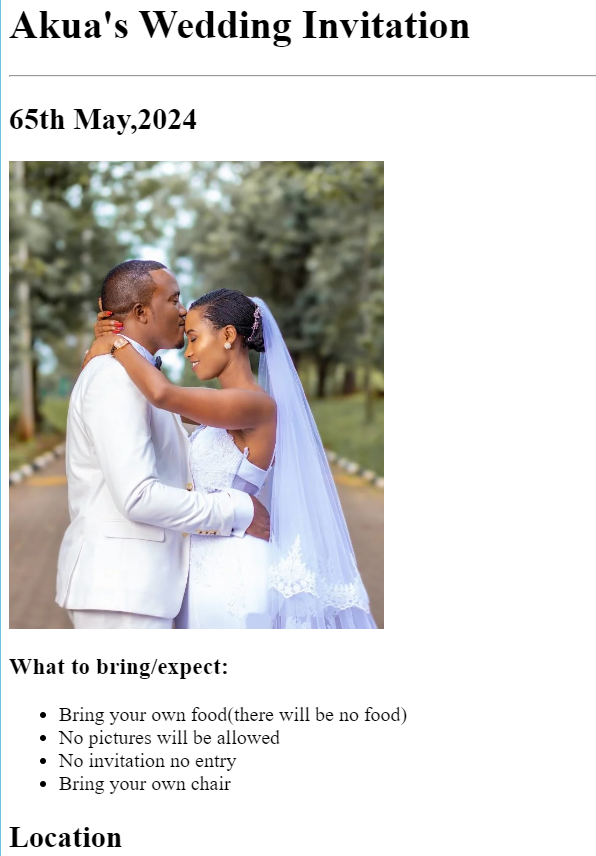 Akua's Wedding Invitation
65th May,2024
What to bring/expect:
Bring your own food(there will be no food)
No pictures will be allowed
No invitation no entry
Bring your own chair
Location